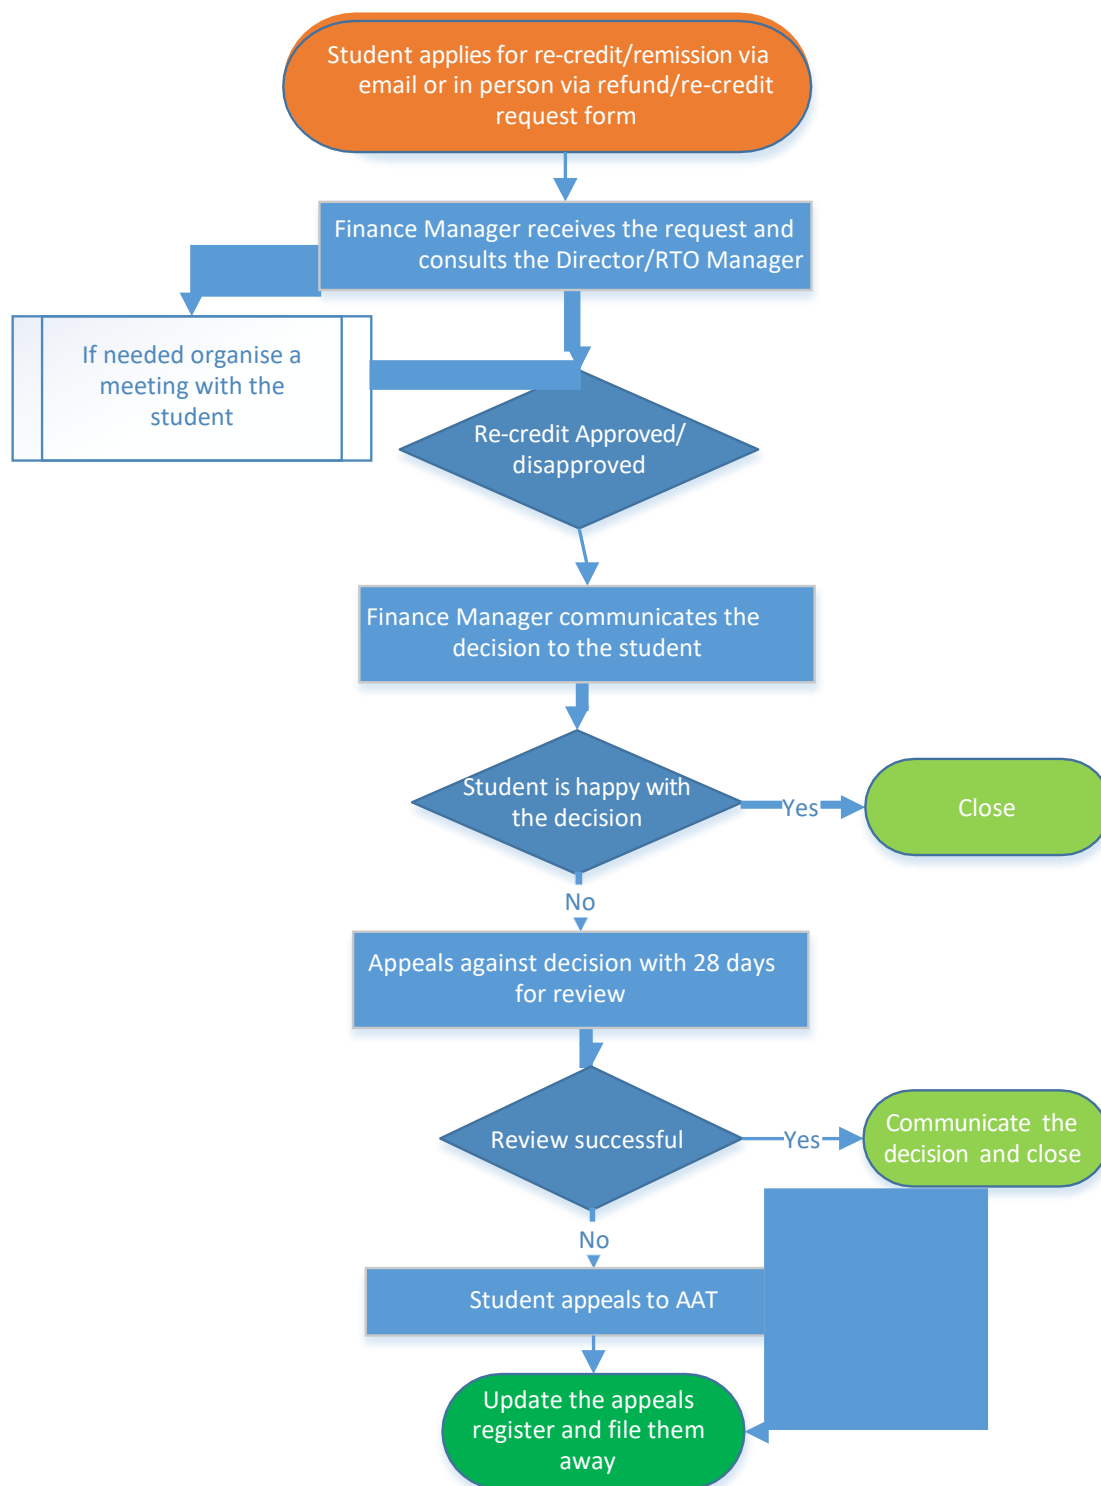 Student applies for re-credit/remission via
email or in person via refund/re-credit
request form
Finance Manager receives the request and
consults the Director/RTO Manager
If needed organise a
meeting with the
student
Re-credit Approved/
disapproved
Finance Manager communicates the
decision to the student
Student is happy with
the decision
Yes
Close
No
Appeals against decision with 28 days
for review
Review successful
Yes
Communicate the
decision and close
No
Student appeals to AAT
Update the appeals
register and file them
away